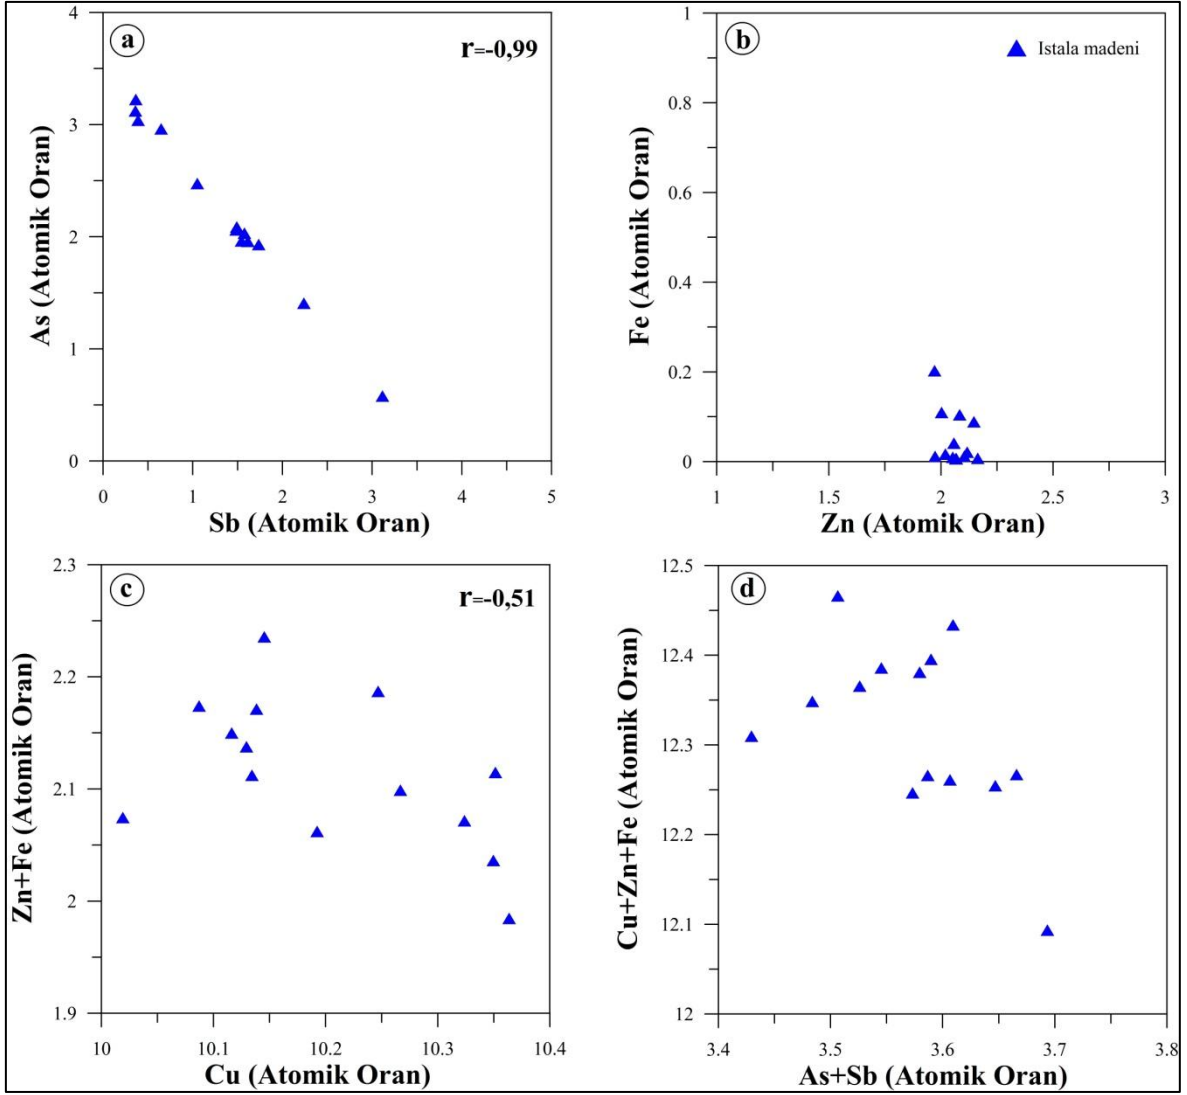 a
r=-0,99
4
3
2
1
0
As (Atomik Oran)
0 1 2 3 4 5
Sb (Atomik Oran)
b
Istala madeni
1
0.8
0.6
0.4
0.2
0
Fe (Atomik Oran)
1 1.5 2 2.5 3
Zn (Atomik Oran)
c
r=-0,51
2.3
2.2
2.1
2
1.9
Zn+Fe (Atomik Oran)
10 10.1 10.2 10.3 10.4
Cu (Atomik Oran)
d
12.5
12.4
12.3
12.2
12.1
12
Cu+Zn+Fe (Atomik Oran)
3.4 3.5 3.6 3.7 3.8
As+Sb (Atomik Oran)